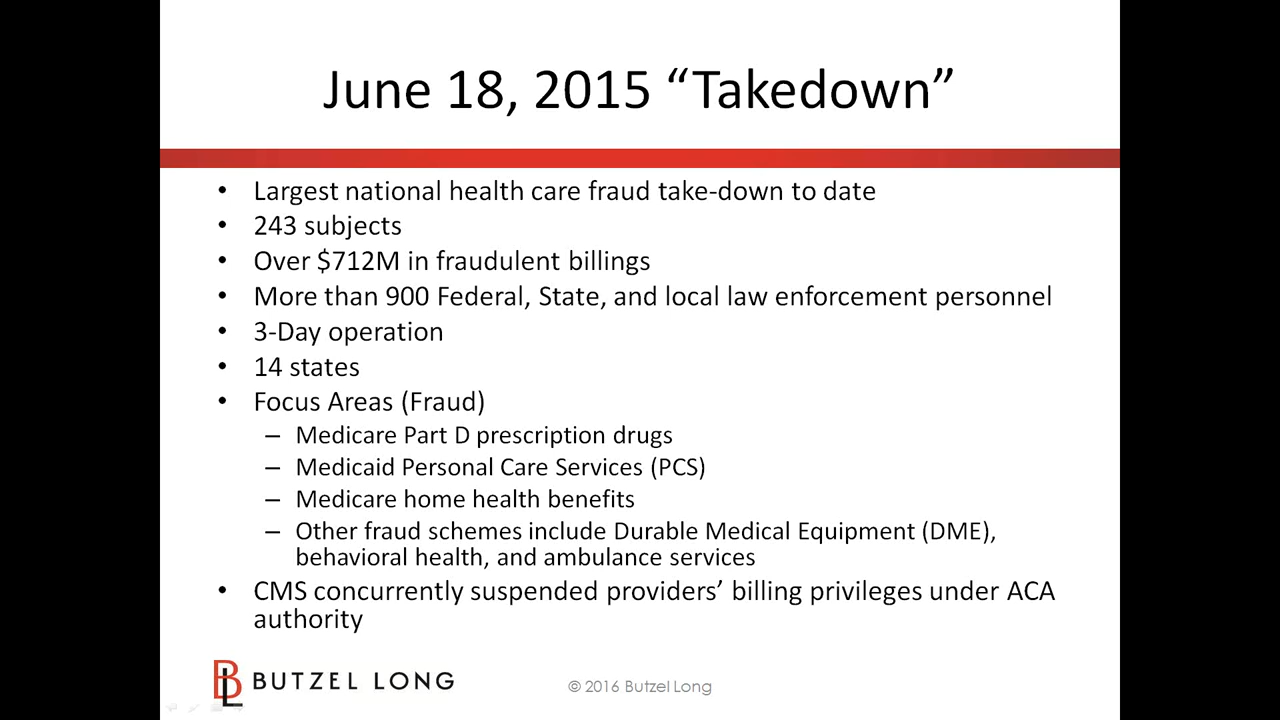 June 18, 2015 “Takedown”
• Largest national health care fraud take-down to date
• 243 subjects
• Over $712M in fraudulent billings
• More than 900 Federal, State, and local law enforcement personnel
• 3-Day operation
• 14 states
• Focus Areas (Fraud)
– Medicare Part D prescription drugs
– Medicaid Personal Care Services (PCS)
– Medicare home health benefits
– Other fraud schemes include Durable Medical Equipment (DME),
behavioral health, and ambulance services
• CMS concurrently suspended providers’ billing privileges under ACA
authority
BL BUTZEL LONG
© 2016 Butzel Long